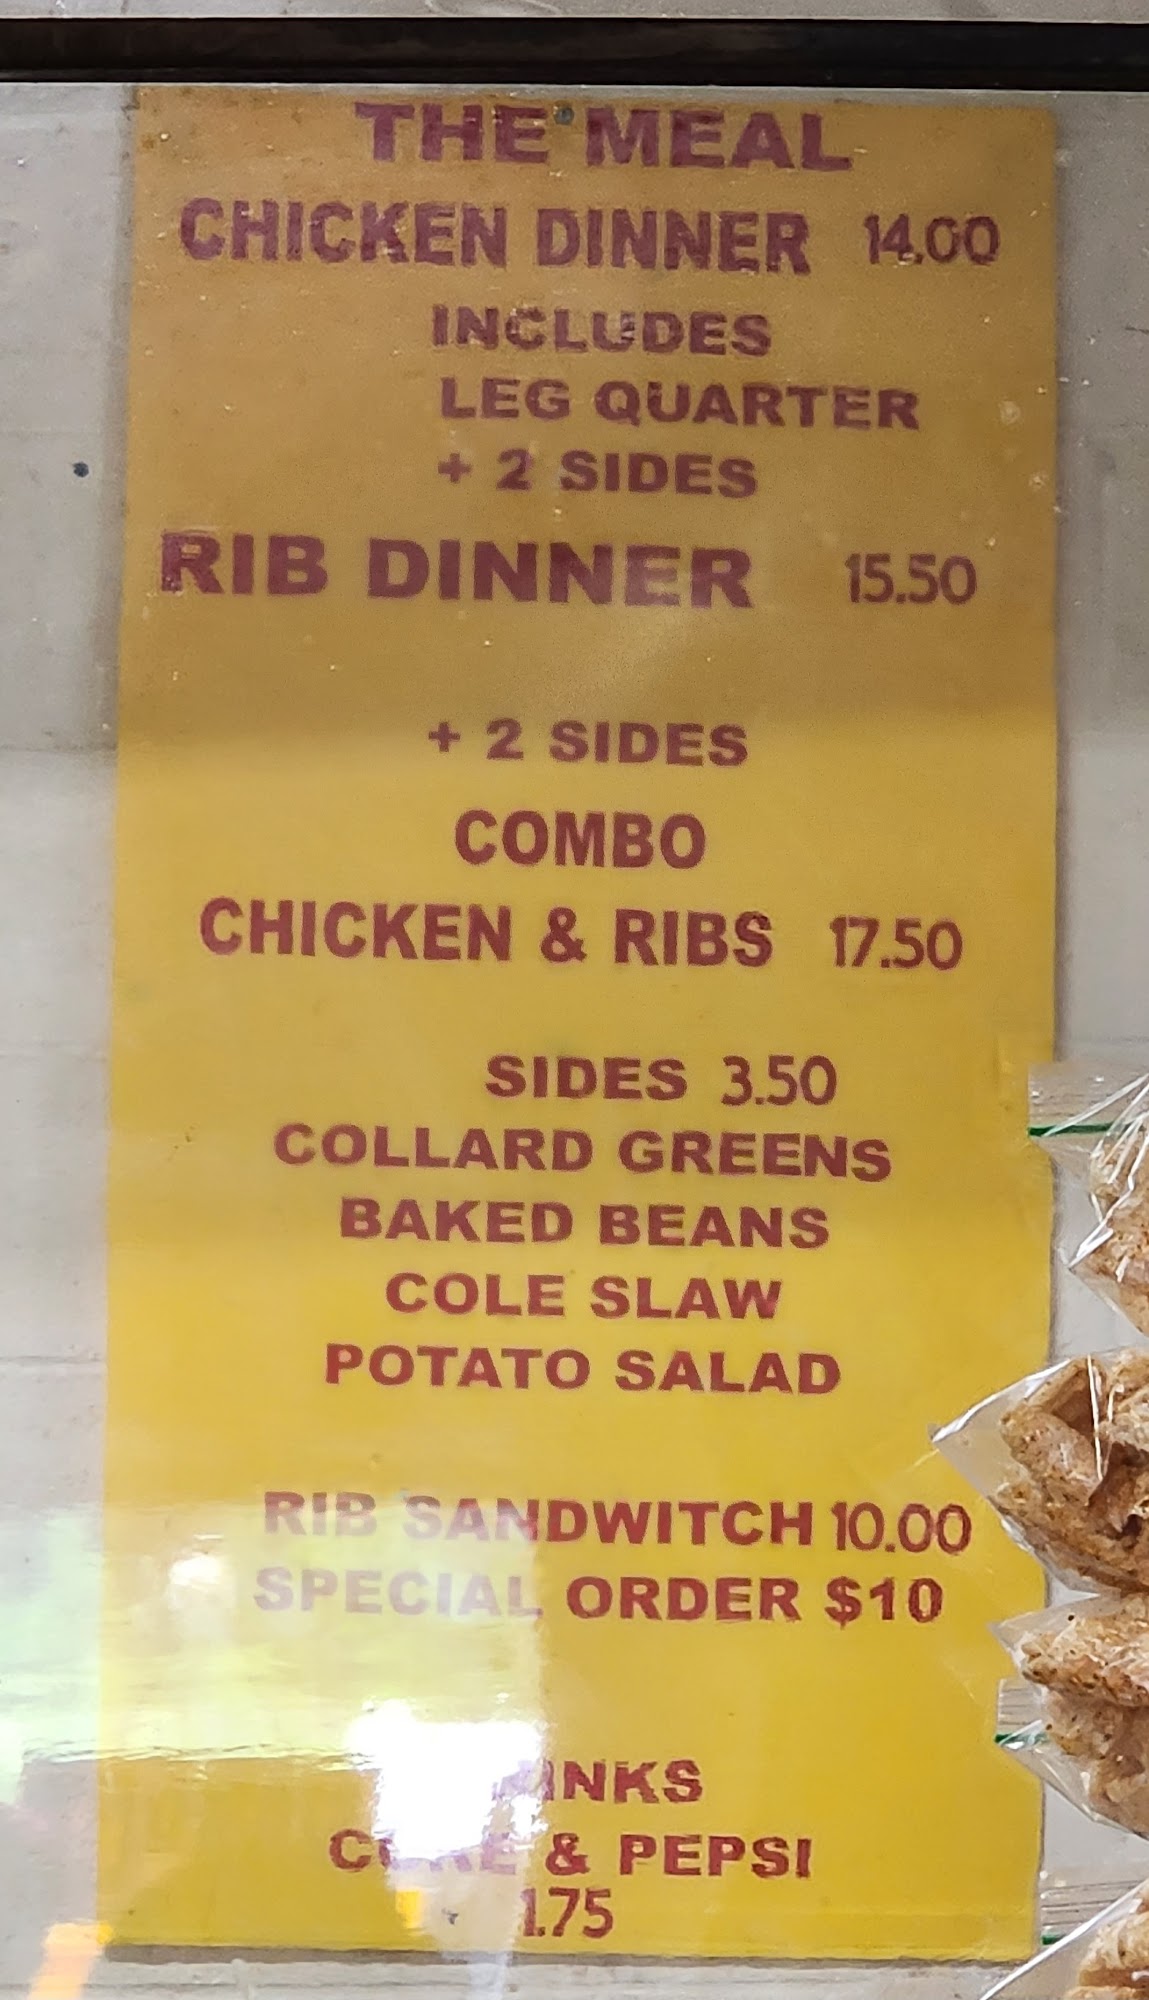 THE MEAL
CHICKEN DINNER 14.00
INCLUDES
LEG QUARTER
+ 2 SIDES
RIB DINNER 15.50
+ 2 SIDES
COMBO
CHICKEN & RIBS 17.50
SIDES 3.50
COLLARD GREENS
BAKED BEANS
COLE SLAW
POTATO SALAD
RIB SANDWITCH 10.00
SPECIAL ORDER $10
DRINKS
COKE & PEPSI
1.75